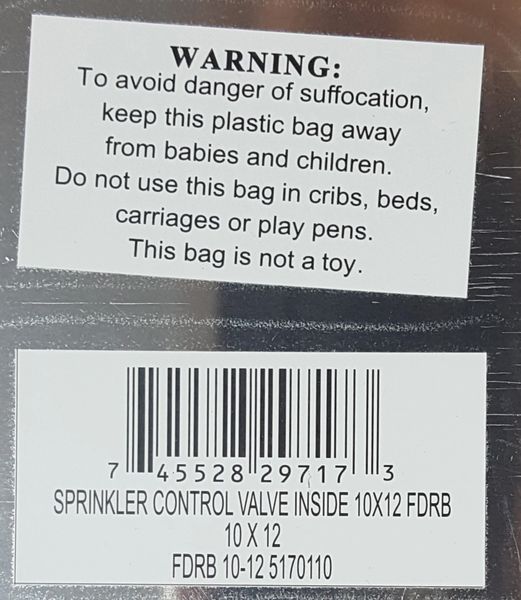 WARNING:
To avoid danger of suffocation,
keep this plastic bag away
from babies and children.
Do not use this bag in cribs, beds,
carriages or play pens.
This bag is not a toy.
7 45528 29717 3
SPRINKLER CONTROL VALVE INSIDE 10X12 FDRB
10 X 12
FDRB 10-12 5170110